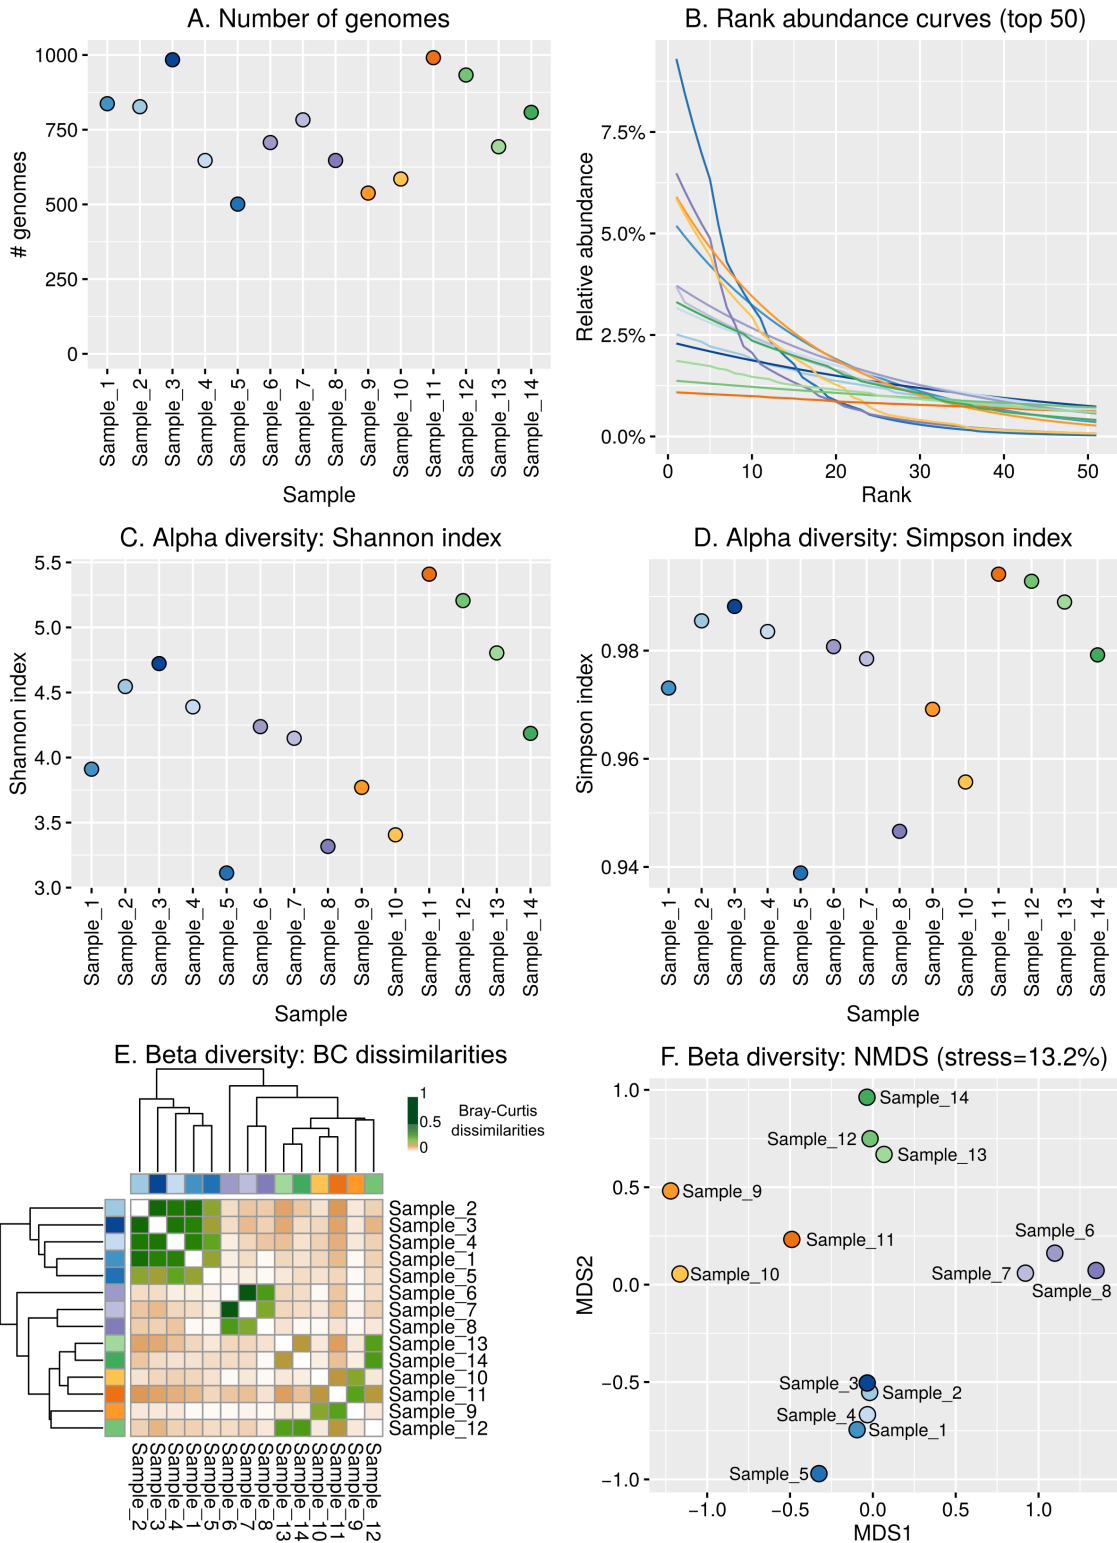 A. Number of genomes
# genomes
1000
750
500
250
0
Sample_1
Sample_2
Sample_3
Sample_4
Sample_5
Sample_6
Sample_7
Sample_8
Sample_9
Sample_10
Sample_11
Sample_12
Sample_13
Sample_14
Sample
B. Rank abundance curves (top 50)
Relative abundance
7.5%
5.0%
2.5%
0.0%
0 10 20 30 40 50
Rank
C. Alpha diversity: Shannon index
Shannon index
5.5
5.0
4.5
4.0
3.5
3.0
Sample_1
Sample_2
Sample_3
Sample_4
Sample_5
Sample_6
Sample_7
Sample_8
Sample_9
Sample_10
Sample_11
Sample_12
Sample_13
Sample_14
Sample
D. Alpha diversity: Simpson index
Simpson index
0.98
0.96
0.94
Sample_1
Sample_2
Sample_3
Sample_4
Sample_5
Sample_6
Sample_7
Sample_8
Sample_9
Sample_10
Sample_11
Sample_12
Sample_13
Sample_14
Sample
E. Beta diversity: BC dissimilarities
1
0.5
0
Bray-Curtis
dissimilarities
Sample_2
Sample_3
Sample_4
Sample_1
Sample_5
Sample_6
Sample_7
Sample_8
Sample_13
Sample_14
Sample_10
Sample_11
Sample_9
Sample_12
Sample_2
Sample_3
Sample_4
Sample_1
Sample_5
Sample_6
Sample_7
Sample_8
Sample_13
Sample_14
Sample_10
Sample_11
Sample_9
Sample_12
F. Beta diversity: NMDS (stress=13.2%)
MDS2
1.0
0.5
0.0
−0.5
−1.0
Sample_14
Sample_12
Sample_13
Sample_9
Sample_11
Sample_6
Sample_10
Sample_7
Sample_8
Sample_3
Sample_2
Sample_4
Sample_1
Sample_5
−1.0 −0.5 0.0 0.5 1.0
MDS1